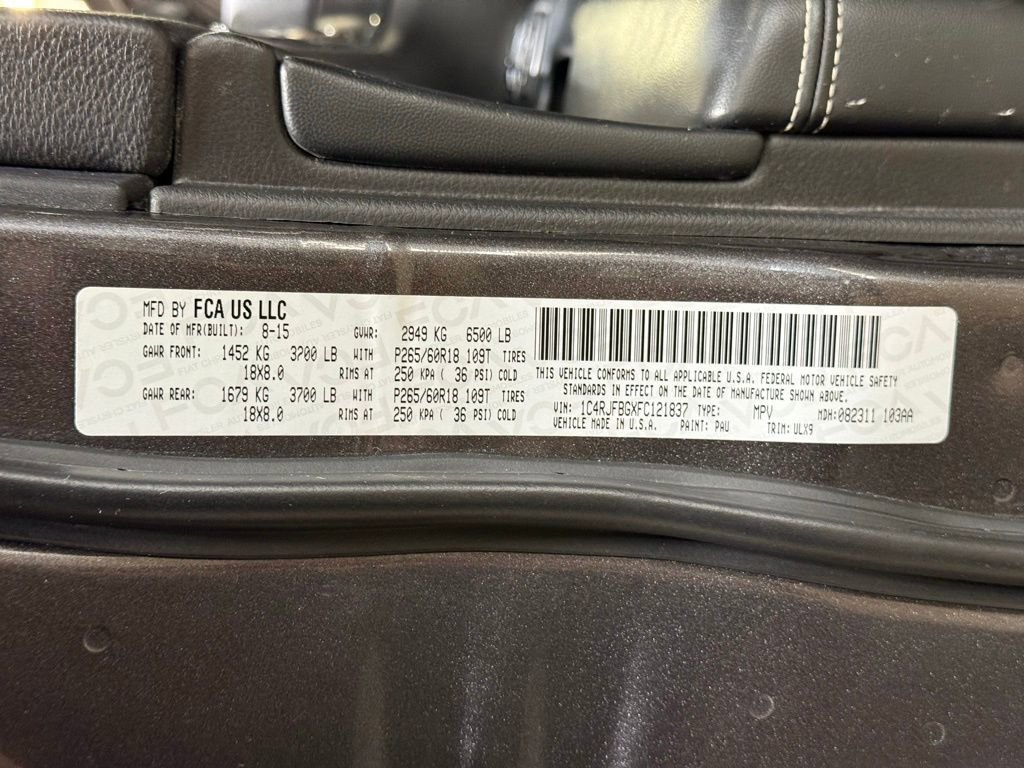 MFD BY FCA US LLC
DATE OF MFR(BUILT): 8-15 GVWR: 2949 KG 6500 LB
GAWR FRONT: 1452 KG 3200 LB WITH P265/60R18 109T TIRES
18X8.0 RIMS AT 250 KPA ( 36 PSI) COLD
GAWR REAR: 1679 KG 3700 LB WITH P265/60R18 109T TIRES
18X8.0 RIMS AT 250 KPA ( 36 PSI) COLD
THIS VEHICLE CONFORMS TO ALL APPLICABLE U.S.A. FEDERAL MOTOR VEHICLE SAFETY
STANDARDS IN EFFECT ON THE DATE OF MANUFACTURE SHOWN ABOVE.
VIN: 1C4RJFBGXFC121837 TYPE: MPV MDH: 082311 103AA
VEHICLE MADE IN U.S.A. PAINT: PAU TRIM: ULX9